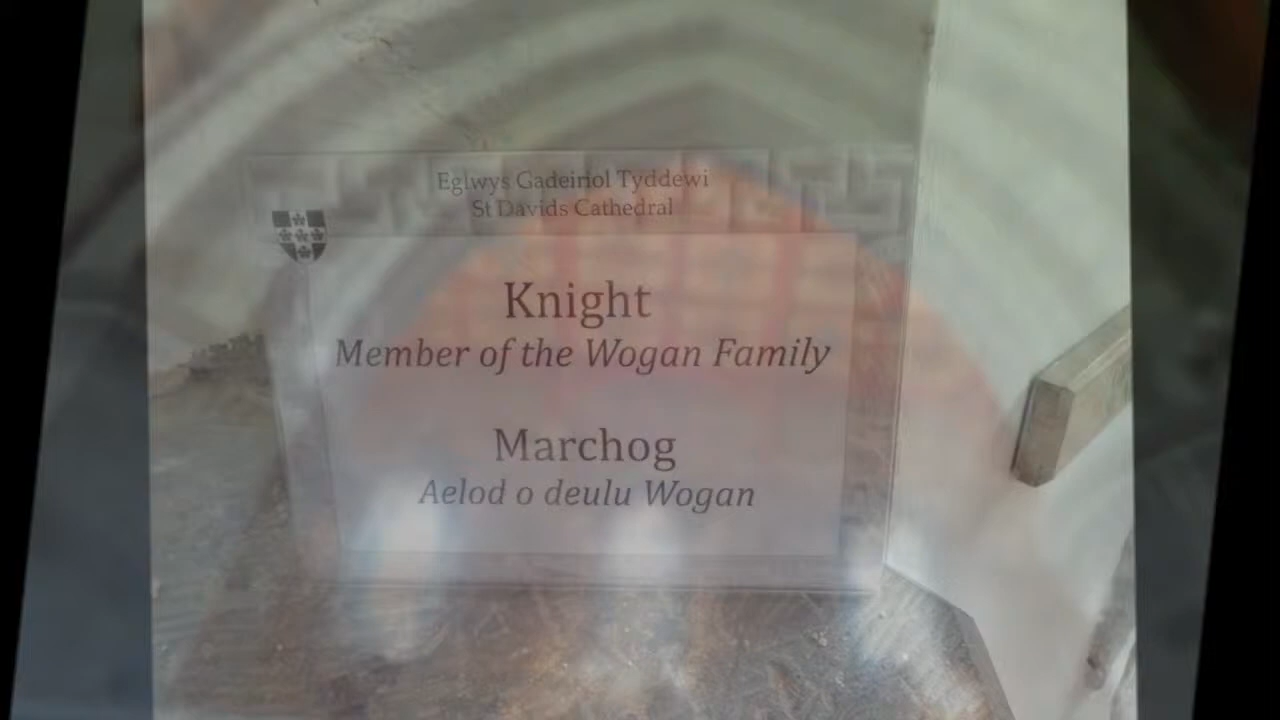 Eglwys Gadeiriol Tyddewi
St Davids Cathedral
Knight
Member of the Wogan Family
Marchog
Aelod o deulu Wogan